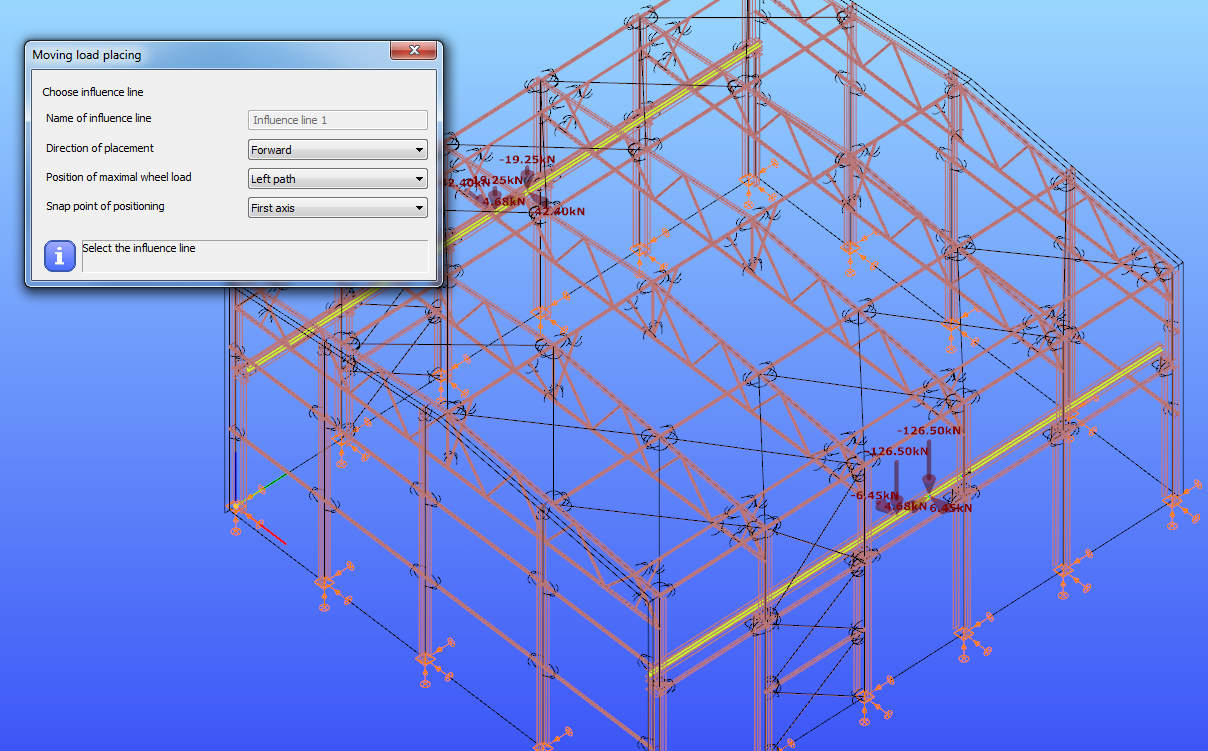 Moving load placing
Choose influence line
Name of influence line
Influence line 1
Direction of placement
Forward
Position of maximal wheel load
Left path
Snap point of positioning
First axis
Select the influence line
-19.25kN
42.40kN
-19.25kN
4.68kN
42.40kN
-126.50kN
126.50kN
-6.45kN
4.68kN
6.45kN